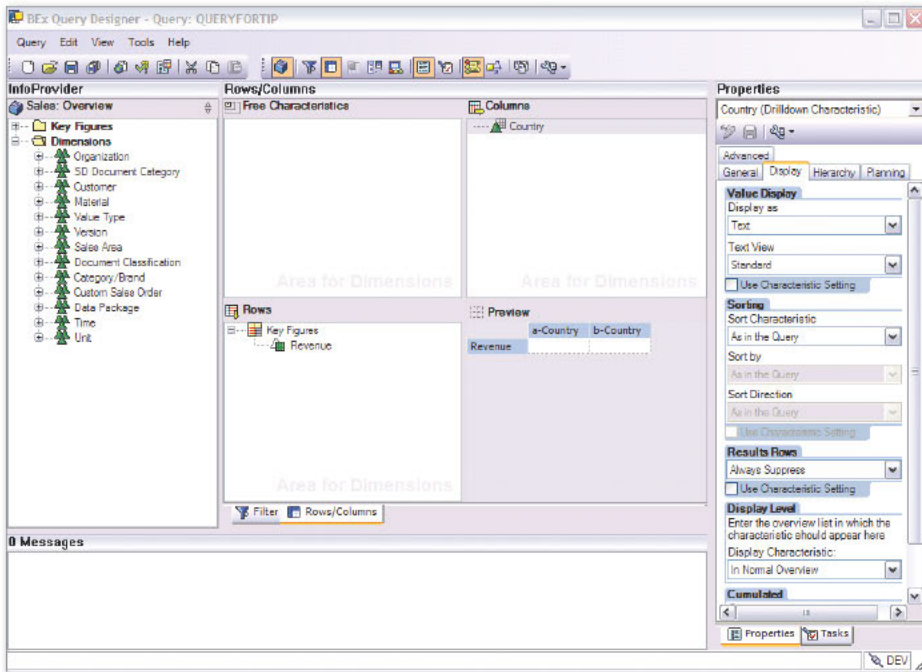 BEx Query Designer - Query: QUERYFORTIP
Query Edit View Tools Help
InfoProvider
Sales: Overview
Key Figures
Dimensions
Organization
SD Document Category
Customer
Material
Value Type
Version
Sales Area
Document Classification
Category/Brand
Custom Sales Order
Data Package
Time
Unit
Rows/Columns
Free Characteristics
Area for Dimensions
Columns
Country
Area for Dimensions
Rows
Key Figures
Revenue
Area for Dimensions
Preview
a-Country b-Country
Revenue
Filter Rows/Columns
Properties
Country (Drilldown Characteristic)
Advanced
General Display Hierarchy Planning
Value Display
Display as
Text
Text View
Standard
Use Characteristic Setting
Sorting
Sort Characteristic
As in the Query
Sort by
As in the Query
Sort Direction
As in the Query
Use Characteristic Setting
Results Rows
Always Suppress
Use Characteristic Setting
Display Level
Enter the overview list in which the
characteristic should appear here
Display Characteristic:
In Normal Overview
Cumulated
Properties Tasks
0 Messages
DEV